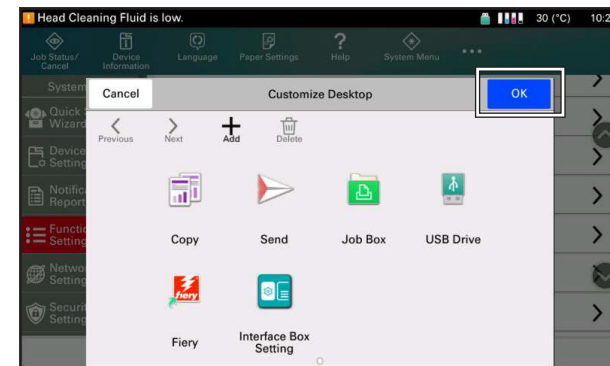 Head Cleaning Fluid is low.
30 (°C)
10:2
Job Status/
Cancel
Device
Information
Language
Paper Settings
Help
System Menu
System
Cancel
Customize Desktop
OK
Quick
Wizard
Previous
Next
Add
Delete
Device
Setting
Notific
Report
Functio
Setting
Networ
Setting
Securit
Setting
Copy
Send
Job Box
USB Drive
fiery
Fiery
Interface Box
Setting